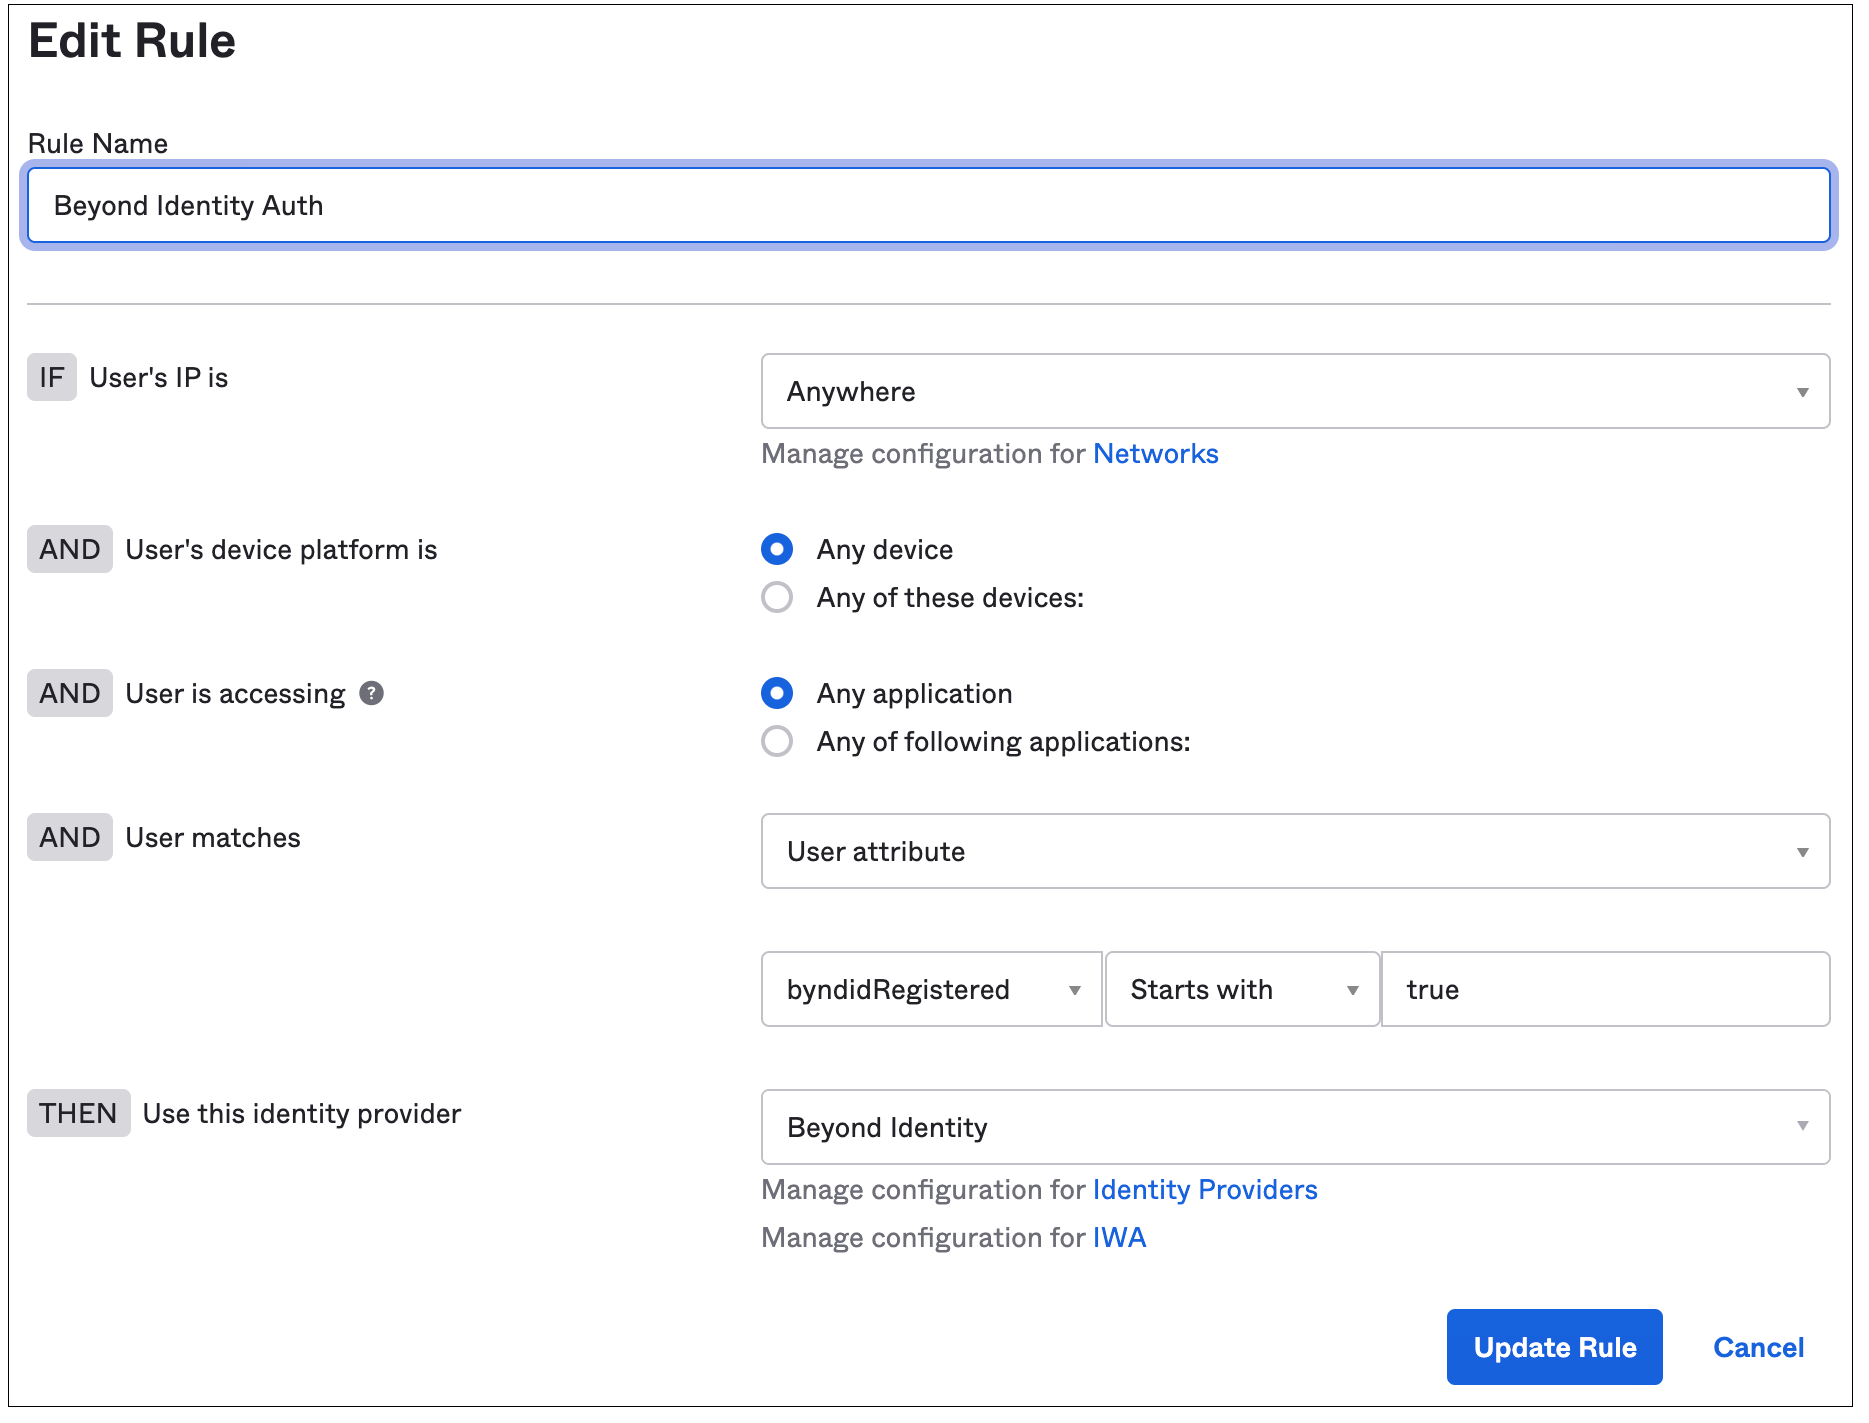 Edit Rule
Rule Name
Beyond Identity Auth
IF User's IP is
Anywhere
Manage configuration for Networks
AND User's device platform is
Any device
Any of these devices:
AND User is accessing ?
Any application
Any of following applications:
AND User matches
User attribute
byndidRegistered Starts with true
THEN Use this identity provider
Beyond Identity
Manage configuration for Identity Providers
Manage configuration for IWA
Update Rule Cancel